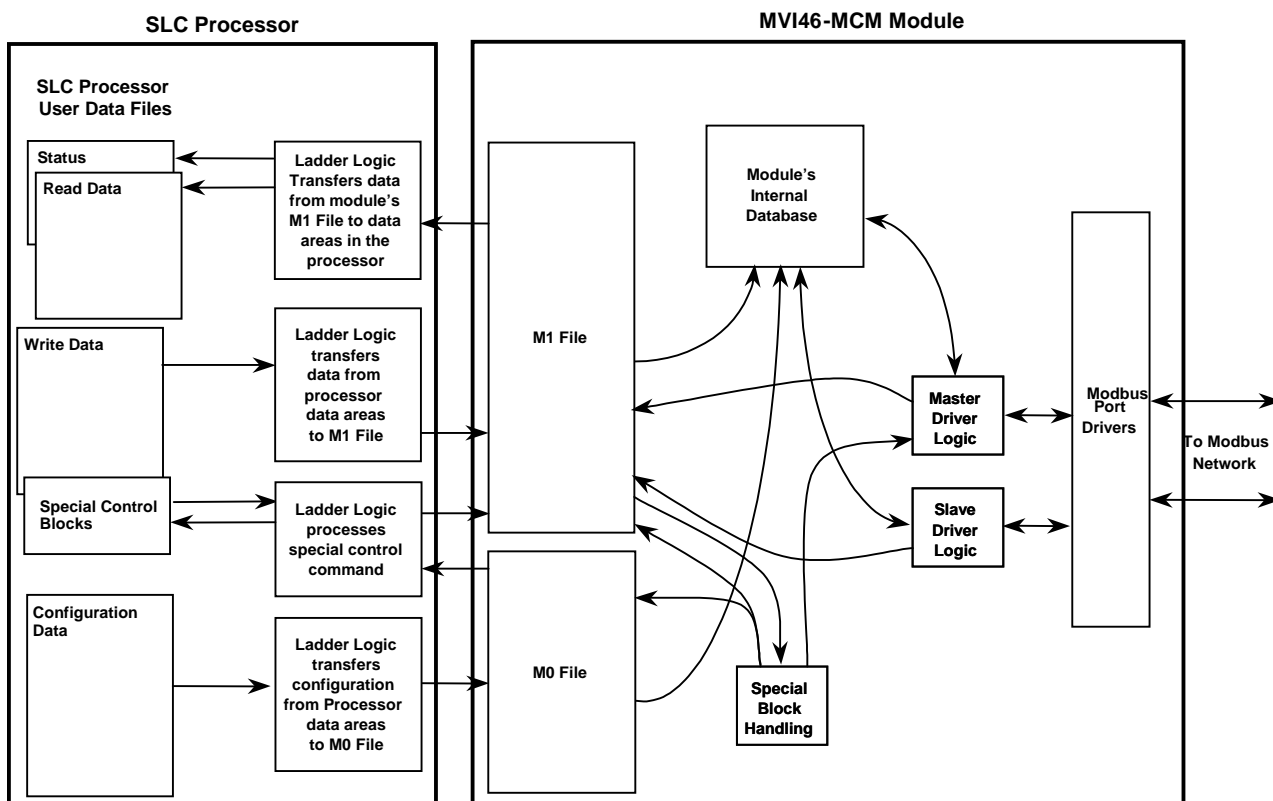 SLC Processor
MVI46-MCM Module
SLC Processor
User Data Files
Status
Read Data
Ladder Logic
Transfers data
from module's
M1 File to data
areas in the
processor
Write Data
Ladder Logic
transfers
data from
processor
data areas
to M1 File
Special Control
Blocks
Ladder Logic
processes
special control
command
Configuration
Data
Ladder Logic
transfers
configuration
from Processor
data areas
to M0 File
M1 File
M0 File
Module's
Internal
Database
Master
Driver
Logic
Slave
Driver
Logic
Special
Block
Handling
Modbus
Port
Drivers
To Modbus
Network